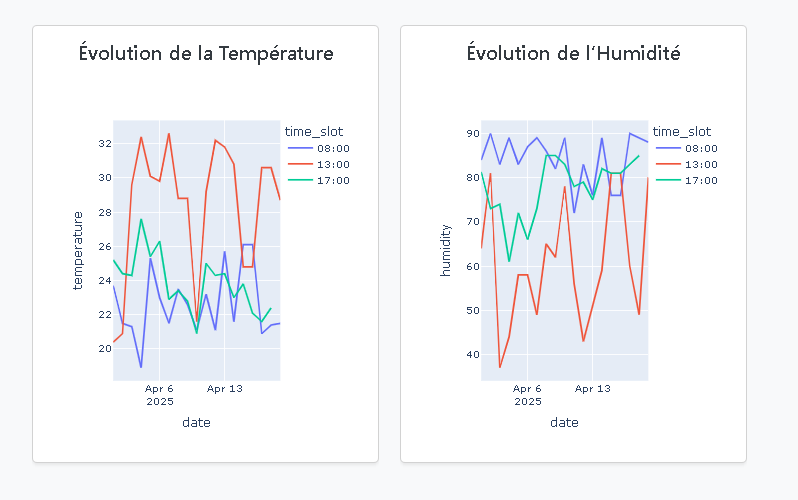 Évolution de la Température
time_slot
08:00
13:00
17:00
temperature
32
30
28
26
24
22
20
Apr 6
2025
Apr 13
date
Évolution de l’Humidité
time_slot
08:00
13:00
17:00
humidity
90
80
70
60
50
40
Apr 6
2025
Apr 13
date